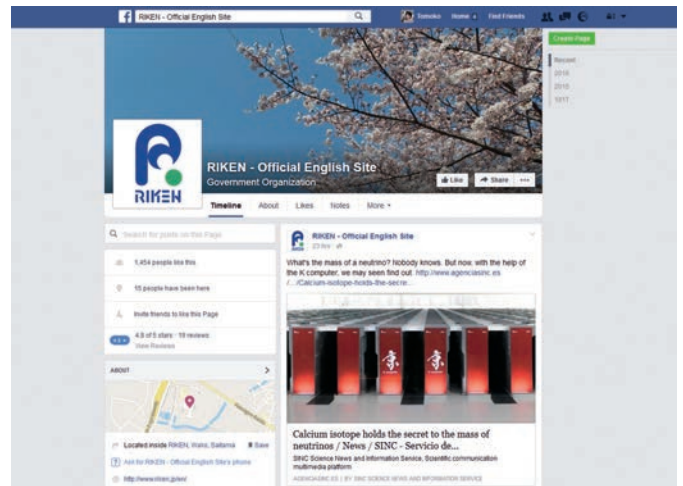 RIKEN - Official English Site
Tomoko Home 4 Find Friends
Create Page
Recent
2016
2015
1917
RIKEN
RIKEN - Official English Site
Government Organization
Like Share
Timeline About Likes Notes More
Search for posts on this Page
1,454 people like this
15 people have been here
Invite friends to like this Page
4.9 of 5 stars · 19 reviews
View Reviews
ABOUT
Located inside RIKEN, Wako, Saitama Save
Ask for RIKEN - Official English Site's phone
http://www.riken.jp/en/
RIKEN - Official English Site
23 hrs
What's the mass of a neutrino? Nobody knows. But now, with the help of
the K computer, we may seen find out http://www.agenciasinc.es
/.../Calcium-isotope-holds-the-secre...
京 京
Calcium isotope holds the secret to the mass of
neutrinos / News / SINC - Servicio de...
SINC Science News and Information Service, Scientific communication
multimedia platform
AGENCIASINC.ES | BY SINC SCIENCE NEWS AND INFORMATION SERVICE